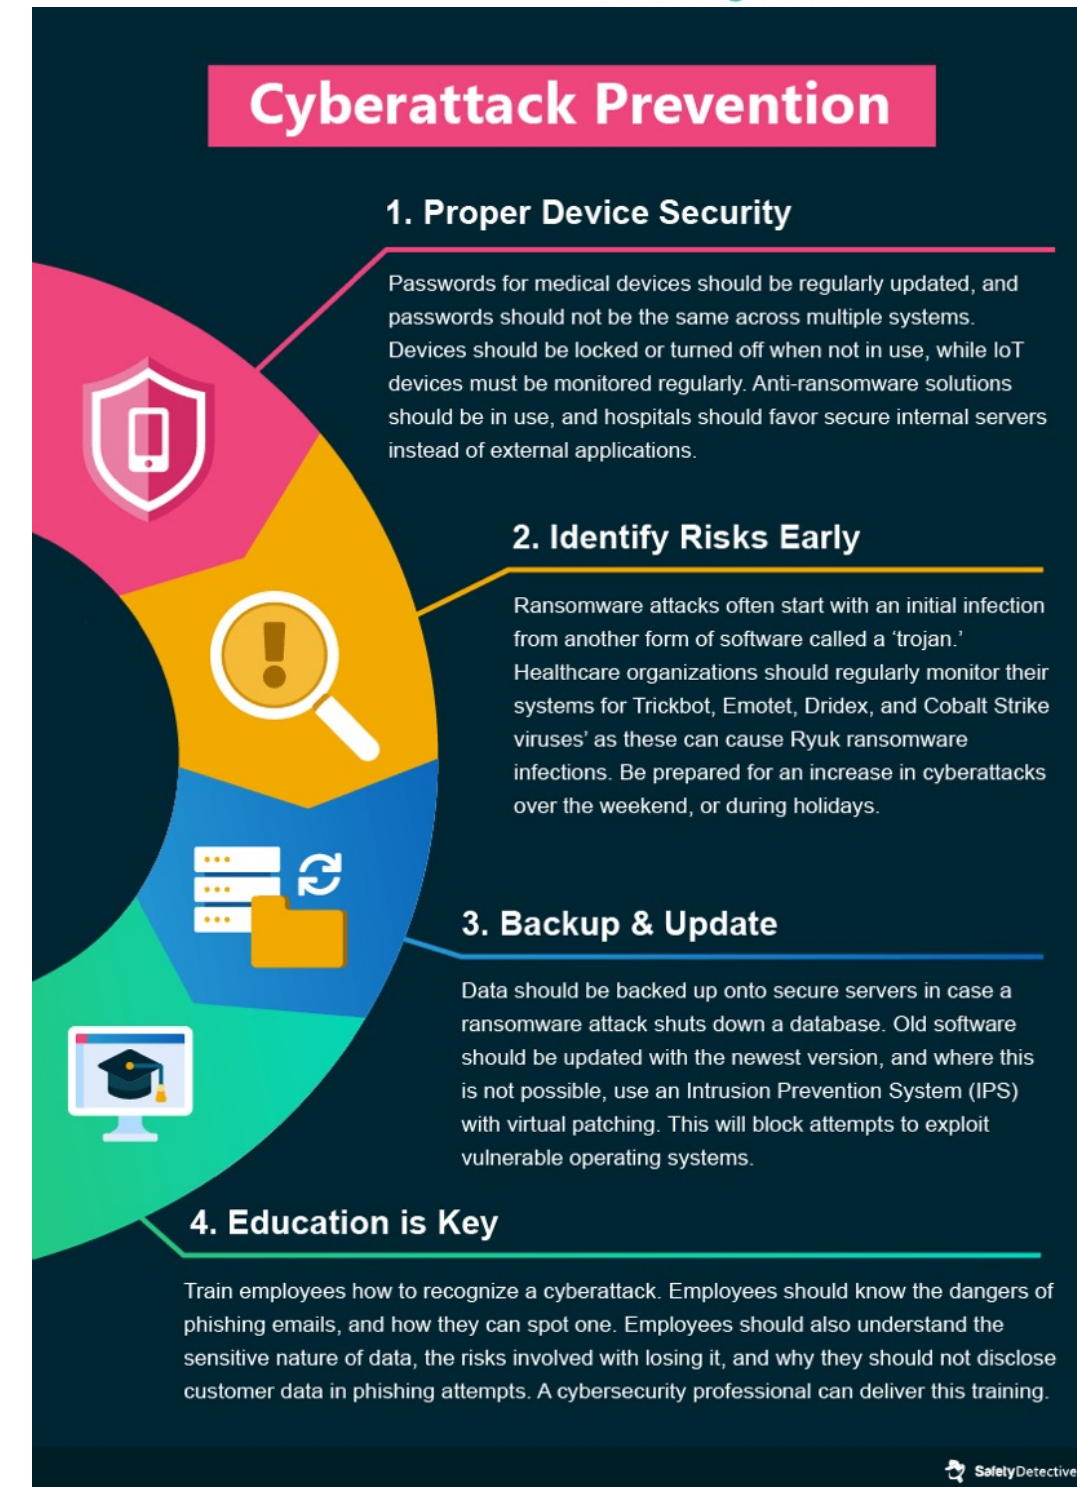 Cyberattack Prevention
1. Proper Device Security
Passwords for medical devices should be regularly updated, and
passwords should not be the same across multiple systems.
Devices should be locked or turned off when not in use, while IoT
devices must be monitored regularly. Anti-ransomware solutions
should be in use, and hospitals should favor secure internal servers
instead of external applications.
2. Identify Risks Early
Ransomware attacks often start with an initial infection
from another form of software called a ‘trojan.’
Healthcare organizations should regularly monitor their
systems for Trickbot, Emotet, Dridex, and Cobalt Strike
viruses’ as these can cause Ryuk ransomware
infections. Be prepared for an increase in cyberattacks
over the weekend, or during holidays.
3. Backup & Update
Data should be backed up onto secure servers in case a
ransomware attack shuts down a database. Old software
should be updated with the newest version, and where this
is not possible, use an Intrusion Prevention System (IPS)
with virtual patching. This will block attempts to exploit
vulnerable operating systems.
4. Education is Key
Train employees how to recognize a cyberattack. Employees should know the dangers of
phishing emails, and how they can spot one. Employees should also understand the
sensitive nature of data, the risks involved with losing it, and why they should not disclose
customer data in phishing attempts. A cybersecurity professional can deliver this training.
SafetyDetective